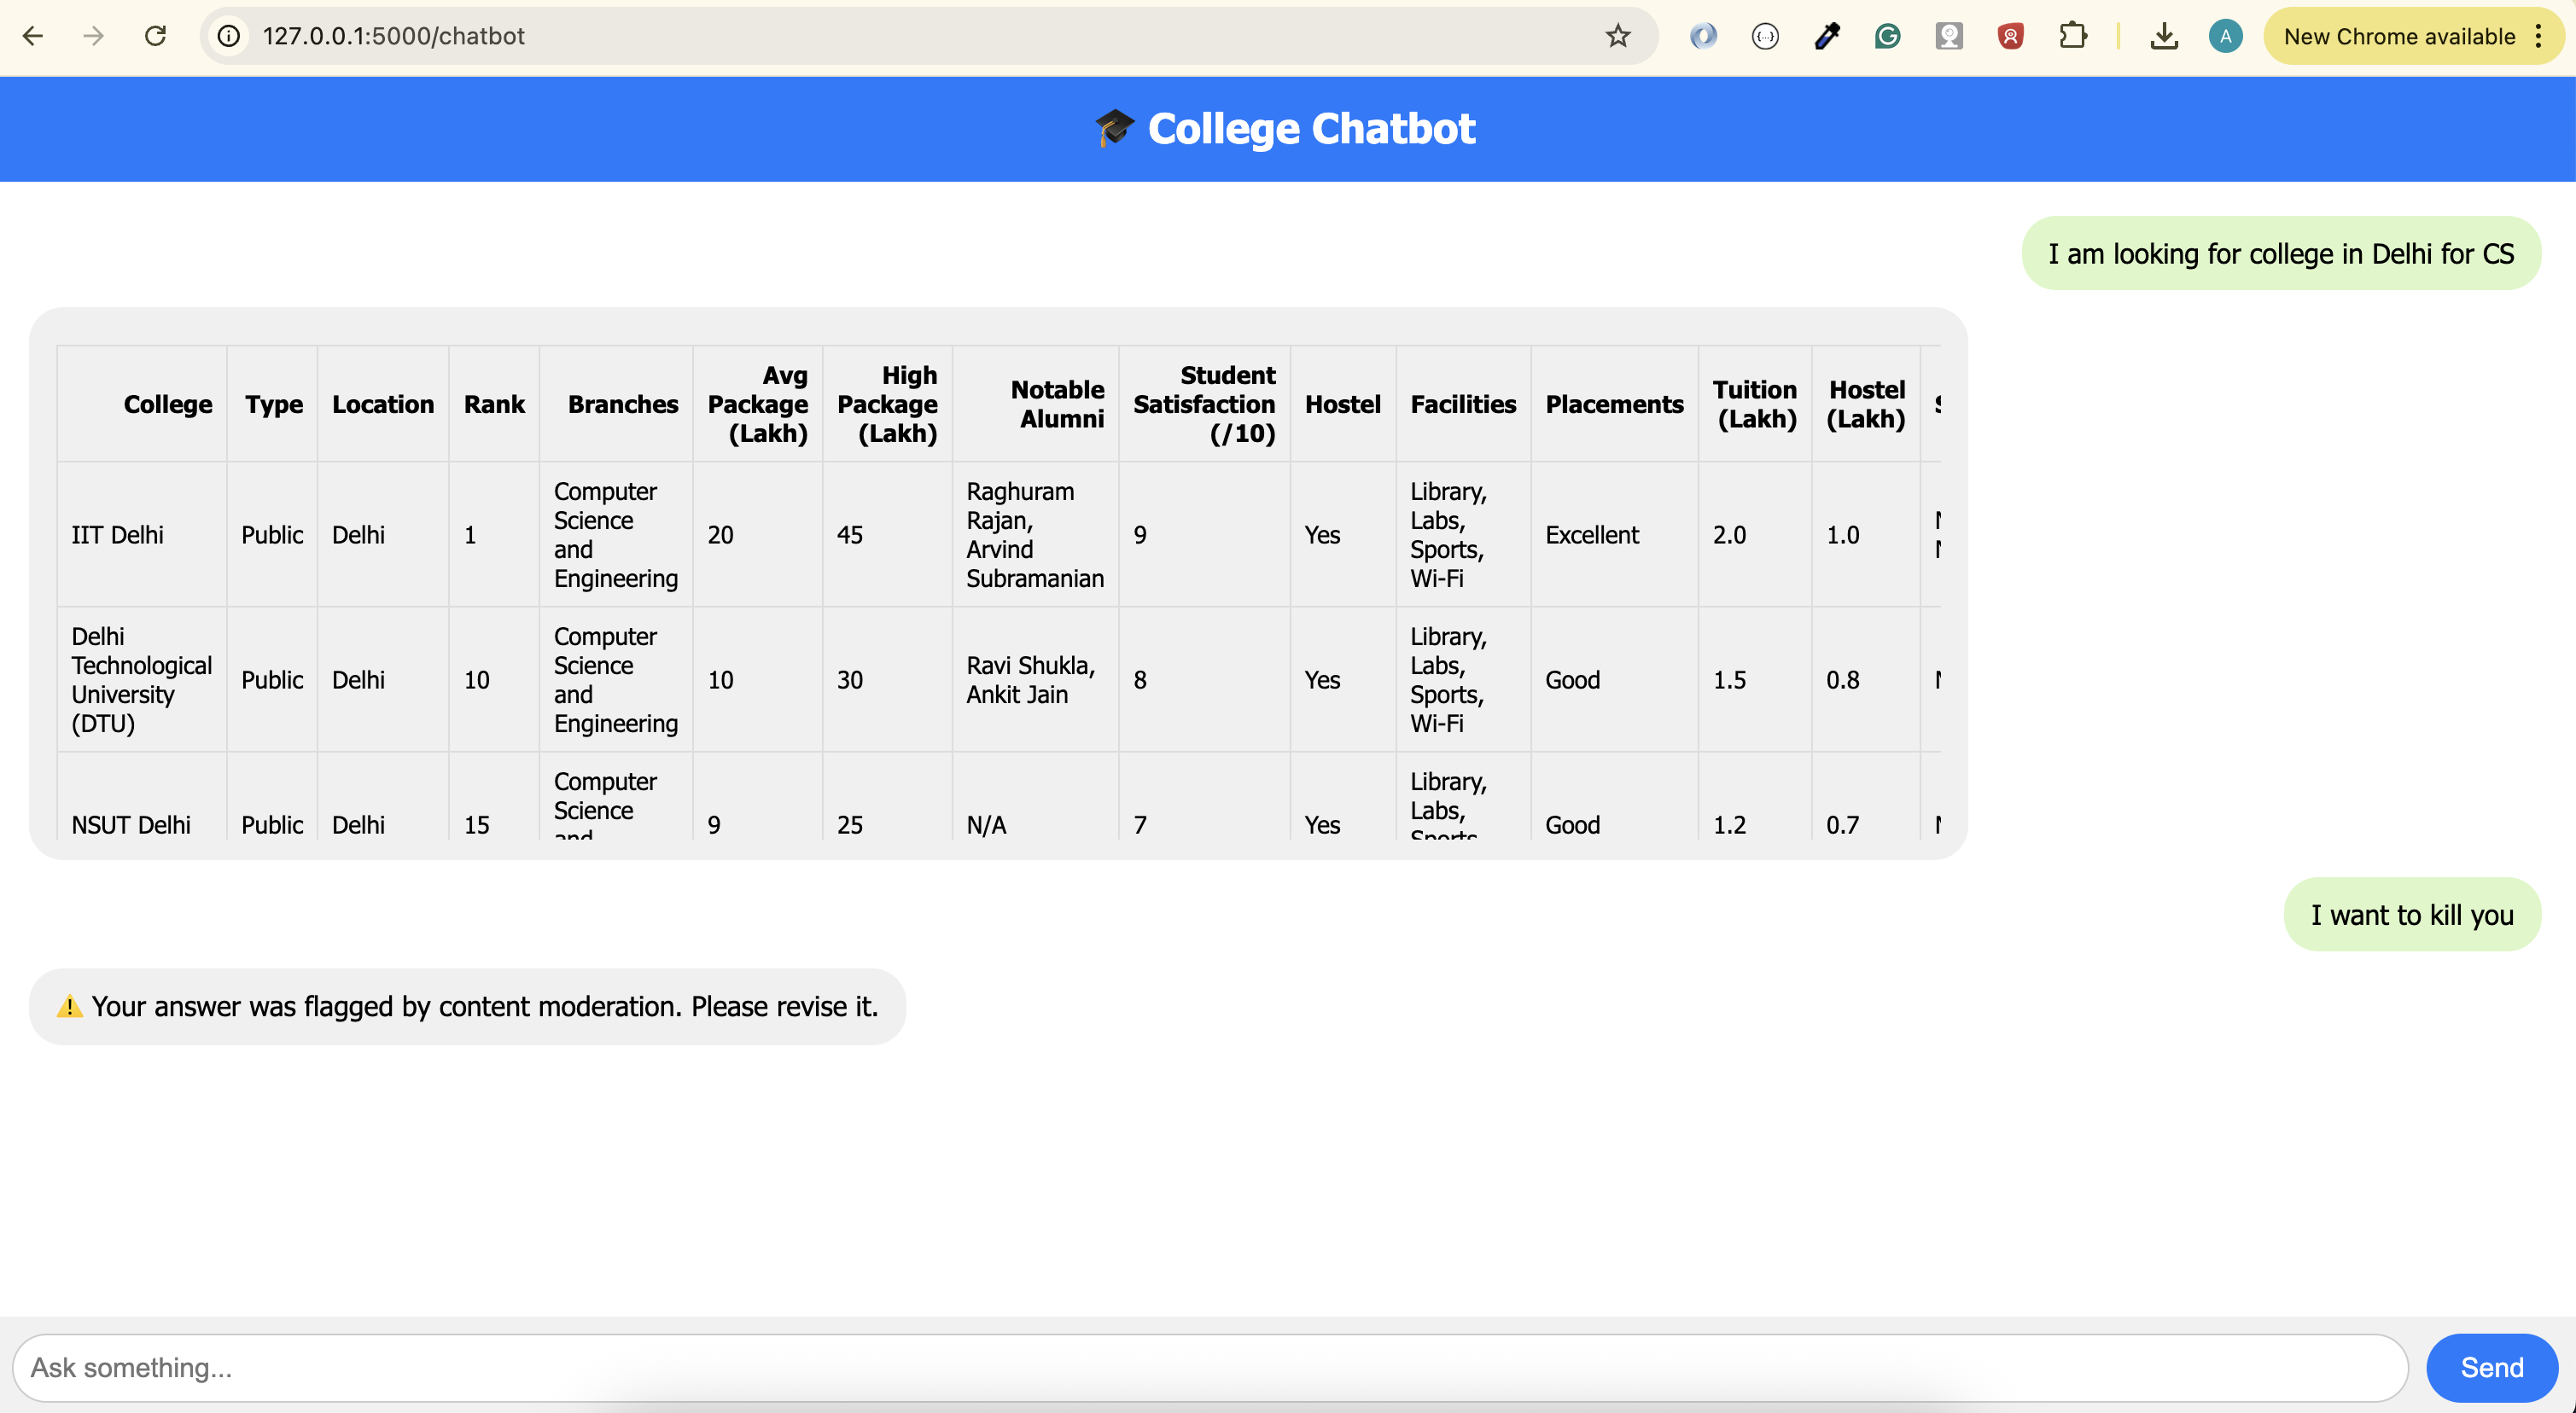 127.0.0.1:5000/chatbot
A
New Chrome available
🎓 College Chatbot
I am looking for college in Delhi for CS
College Type Location Rank Branches Avg Package (Lakh) High Package (Lakh) Notable Alumni Student Satisfaction (/10) Hostel Facilities Placements Tuition (Lakh) Hostel (Lakh)
IIT Delhi Public Delhi 1 Computer Science and Engineering 20 45 Raghuram Rajan, Arvind Subramanian 9 Yes Library, Labs, Sports, Wi-Fi Excellent 2.0 1.0
Delhi Technological University (DTU) Public Delhi 10 Computer Science and Engineering 10 30 Ravi Shukla, Ankit Jain 8 Yes Library, Labs, Sports, Wi-Fi Good 1.5 0.8
NSUT Delhi Public Delhi 15 Computer Science and 9 25 N/A 7 Yes Library, Labs, Sports Good 1.2 0.7
I want to kill you
⚠️ Your answer was flagged by content moderation. Please revise it.
Ask something...
Send